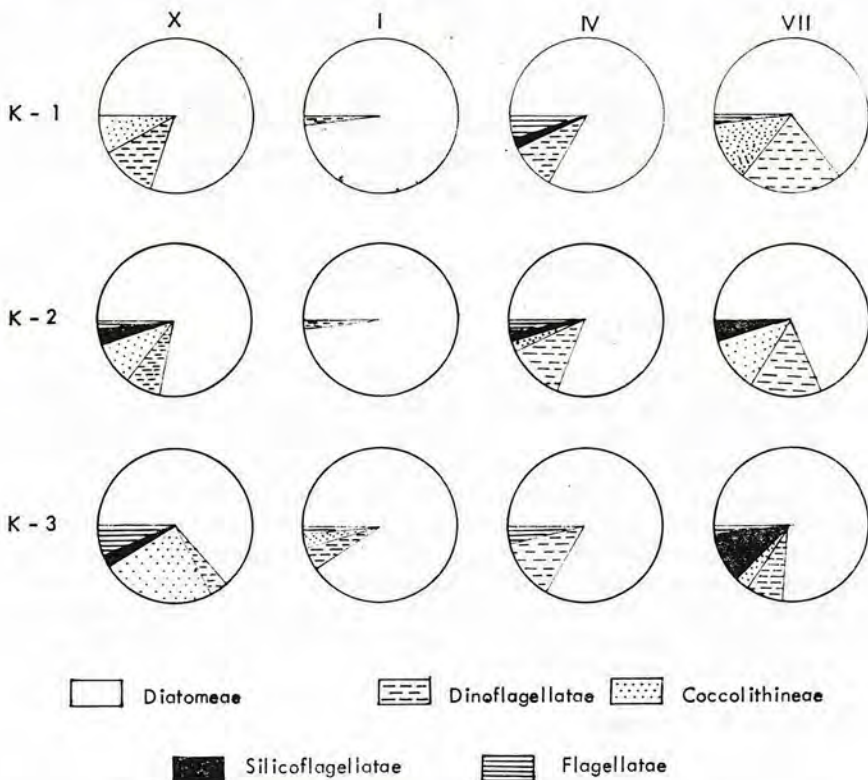 X I IV VII
K - 1
K - 2
K - 3
Diatomeae Dinoflagellatae Coccolithineae
Silicoflagellatae Flagellatae